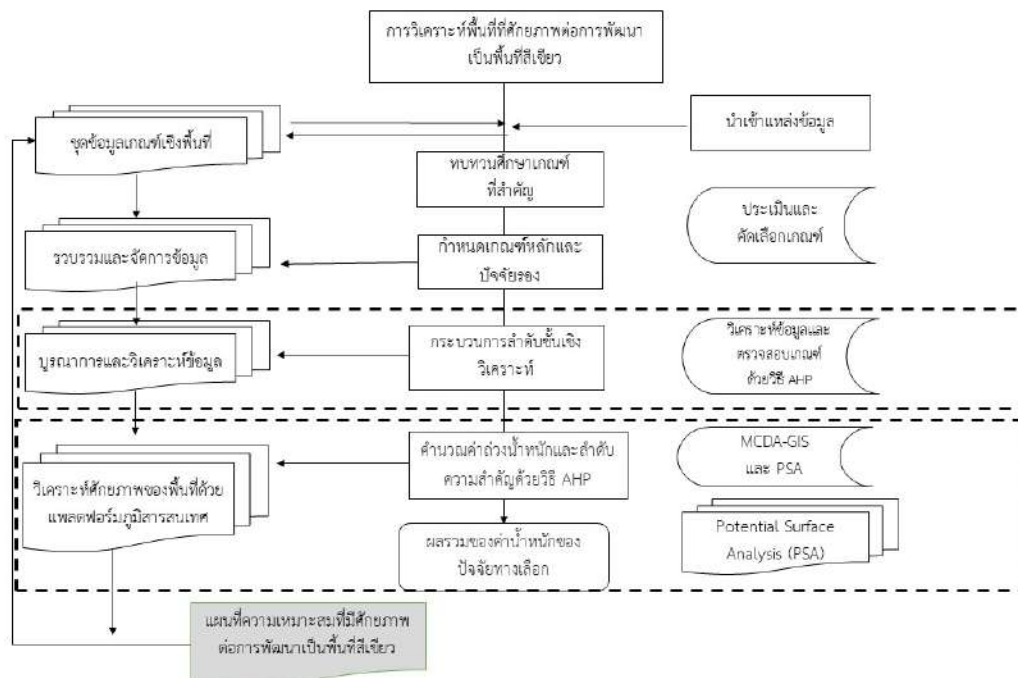 การวิเคราะห์พื้นที่ที่ศักยภาพต่อการพัฒนา
เป็นพื้นที่สีเขียว
ชุดข้อมูลเกณฑ์เชิงพื้นที่
นำเข้าแหล่งข้อมูล
ทบทวนศึกษาเกณฑ์
ที่สำคัญ
ประเมินและ
คัดเลือกเกณฑ์
รวบรวมและจัดการข้อมูล
กำหนดเกณฑ์หลักและ
ปัจจัยรอง
บูรณาการและวิเคราะห์ข้อมูล
กระบวนการลำดับชั้นเชิง
วิเคราะห์
วิเคราะห์ข้อมูลและ
ตรวจสอบเกณฑ์
ด้วยวิธี AHP
วิเคราะห์ศักยภาพของพื้นที่ด้วย
แพลตฟอร์มภูมิสารสนเทศ
คำนวณค่าถ่วงน้ำหนักและลำดับ
ความสำคัญด้วยวิธี AHP
MCDA-GIS
และ PSA
ผลรวมของค่าน้ำหนักของ
ปัจจัยทางเลือก
Potential Surface
Analysis (PSA)
แผนที่ความเหมาะสมที่มีศักยภาพ
ต่อการพัฒนาเป็นพื้นที่สีเขียว